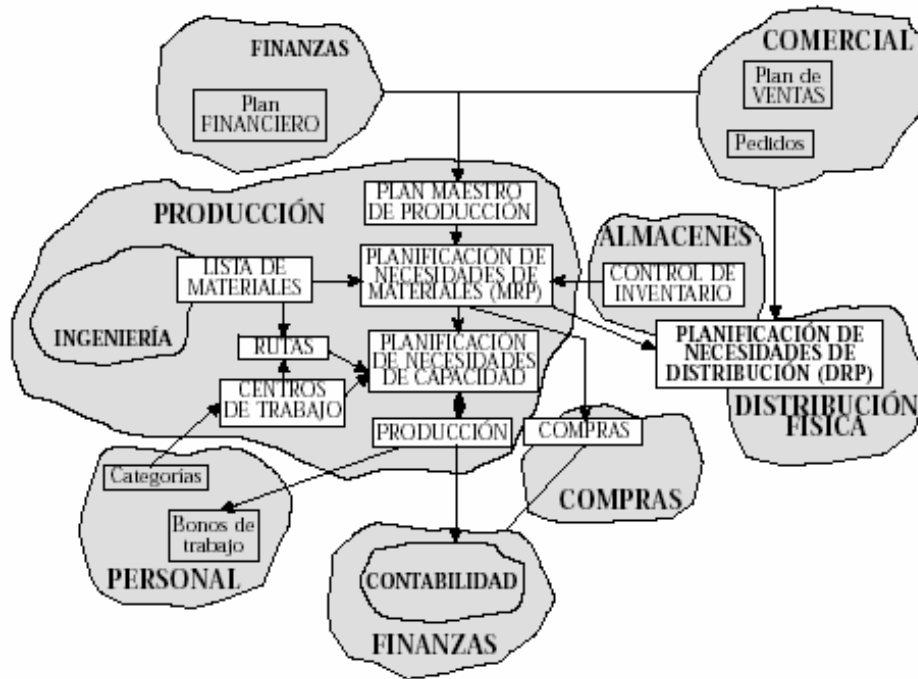 FINANZAS
Plan
FINANCIERO
COMERCIAL
Plan de
VENTAS
Pedidos
PRODUCCIÓN
PLAN MAESTRO
DE PRODUCCIÓN
PLANIFICACIÓN DE
NECESIDADES DE
MATERIALES (MRP)
ALMACENES
CONTROL DE
INVENTARIO
LISTA DE
MATERIALES
INGENIERÍA
RUTAS
PLANIFICACIÓN
DE NECESIDADES
DE CAPACIDAD
PLANIFICACIÓN DE
NECESIDADES DE
DISTRIBUCIÓN (DRP)
DISTRIBUCIÓN
FÍSICA
CENTROS
DE TRABAJO
PRODUCCIÓN
COMPRAS
COMPRAS
Categorías
Bonos de
trabajo
PERSONAL
CONTABILIDAD
FINANZAS